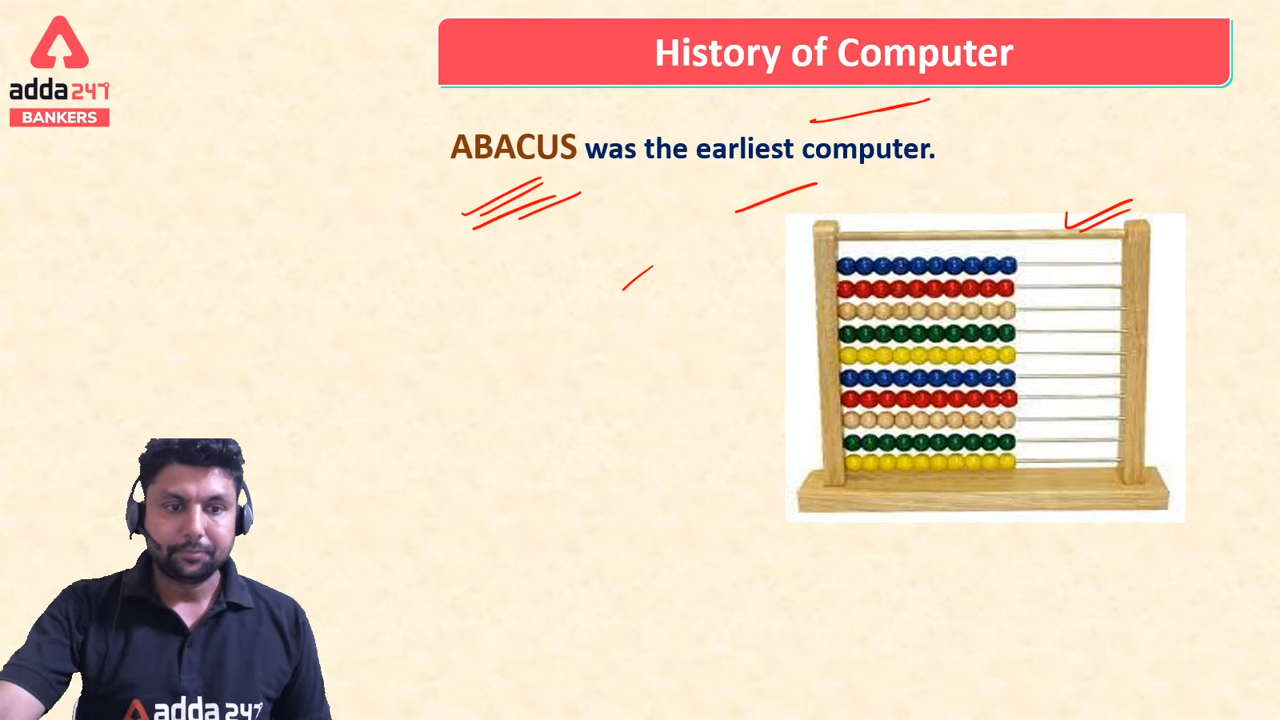 adda247
BANKERS
History of Computer
ABACUS was the earliest computer.
adda247